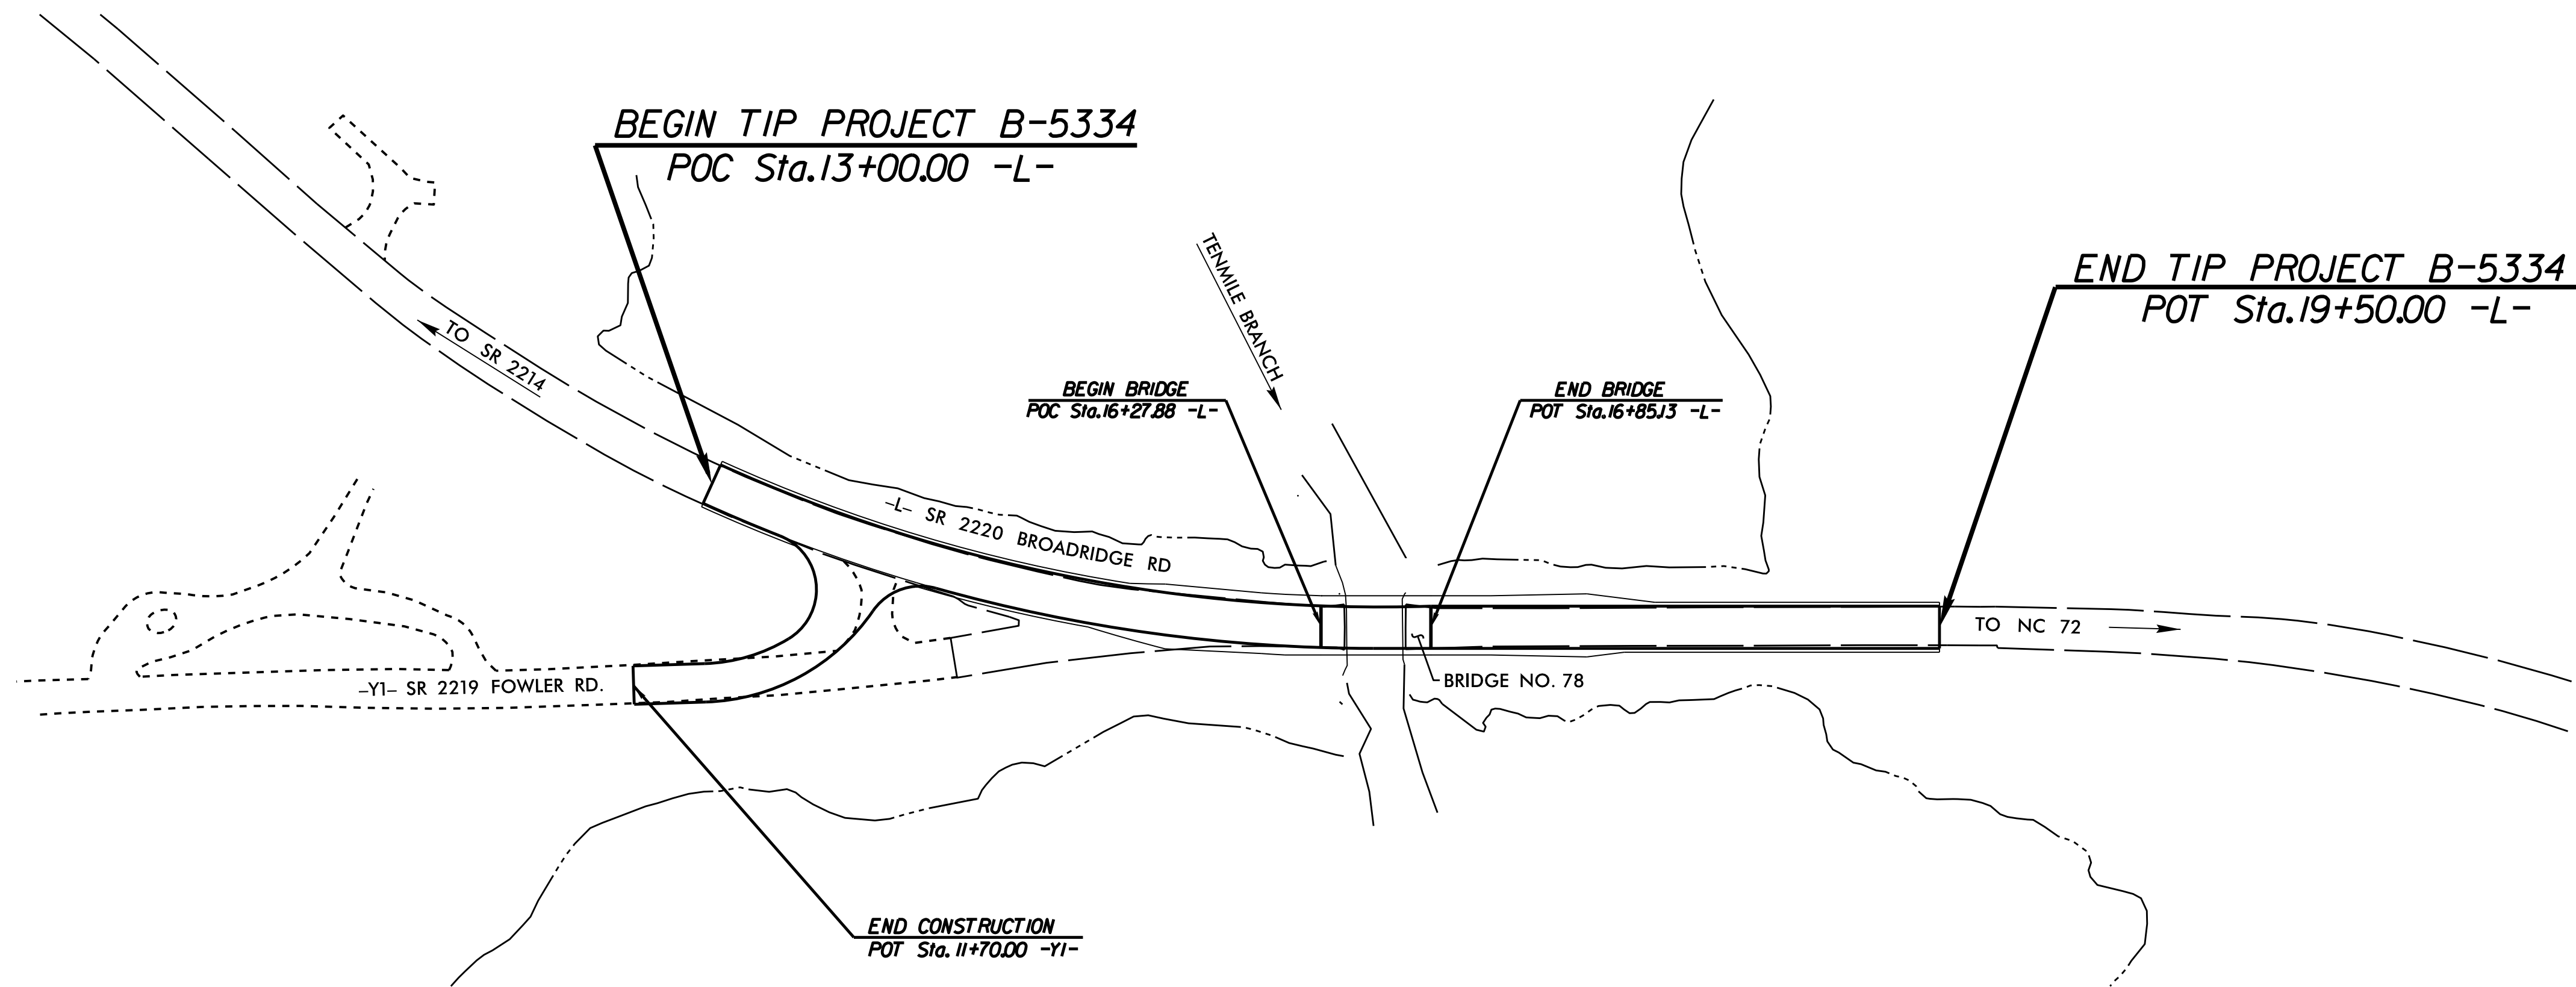 BEGIN TIP PROJECT B-5334
POC Sta.13+00.00 -L-
TENMILE BRANCH
END TIP PROJECT B-5334
POT Sta.19+50.00 -L-
TO SR 2214
BEGIN BRIDGE
POC Sta.16+27.88 -L-
END BRIDGE
POT Sta.16+85.13 -L-
-L- SR 2220 BROADRIDGE RD
TO NC 72
-Y1- SR 2219 FOWLER RD.
BRIDGE NO. 78
END CONSTRUCTION
POT Sta. 11+70.00 -Y1-